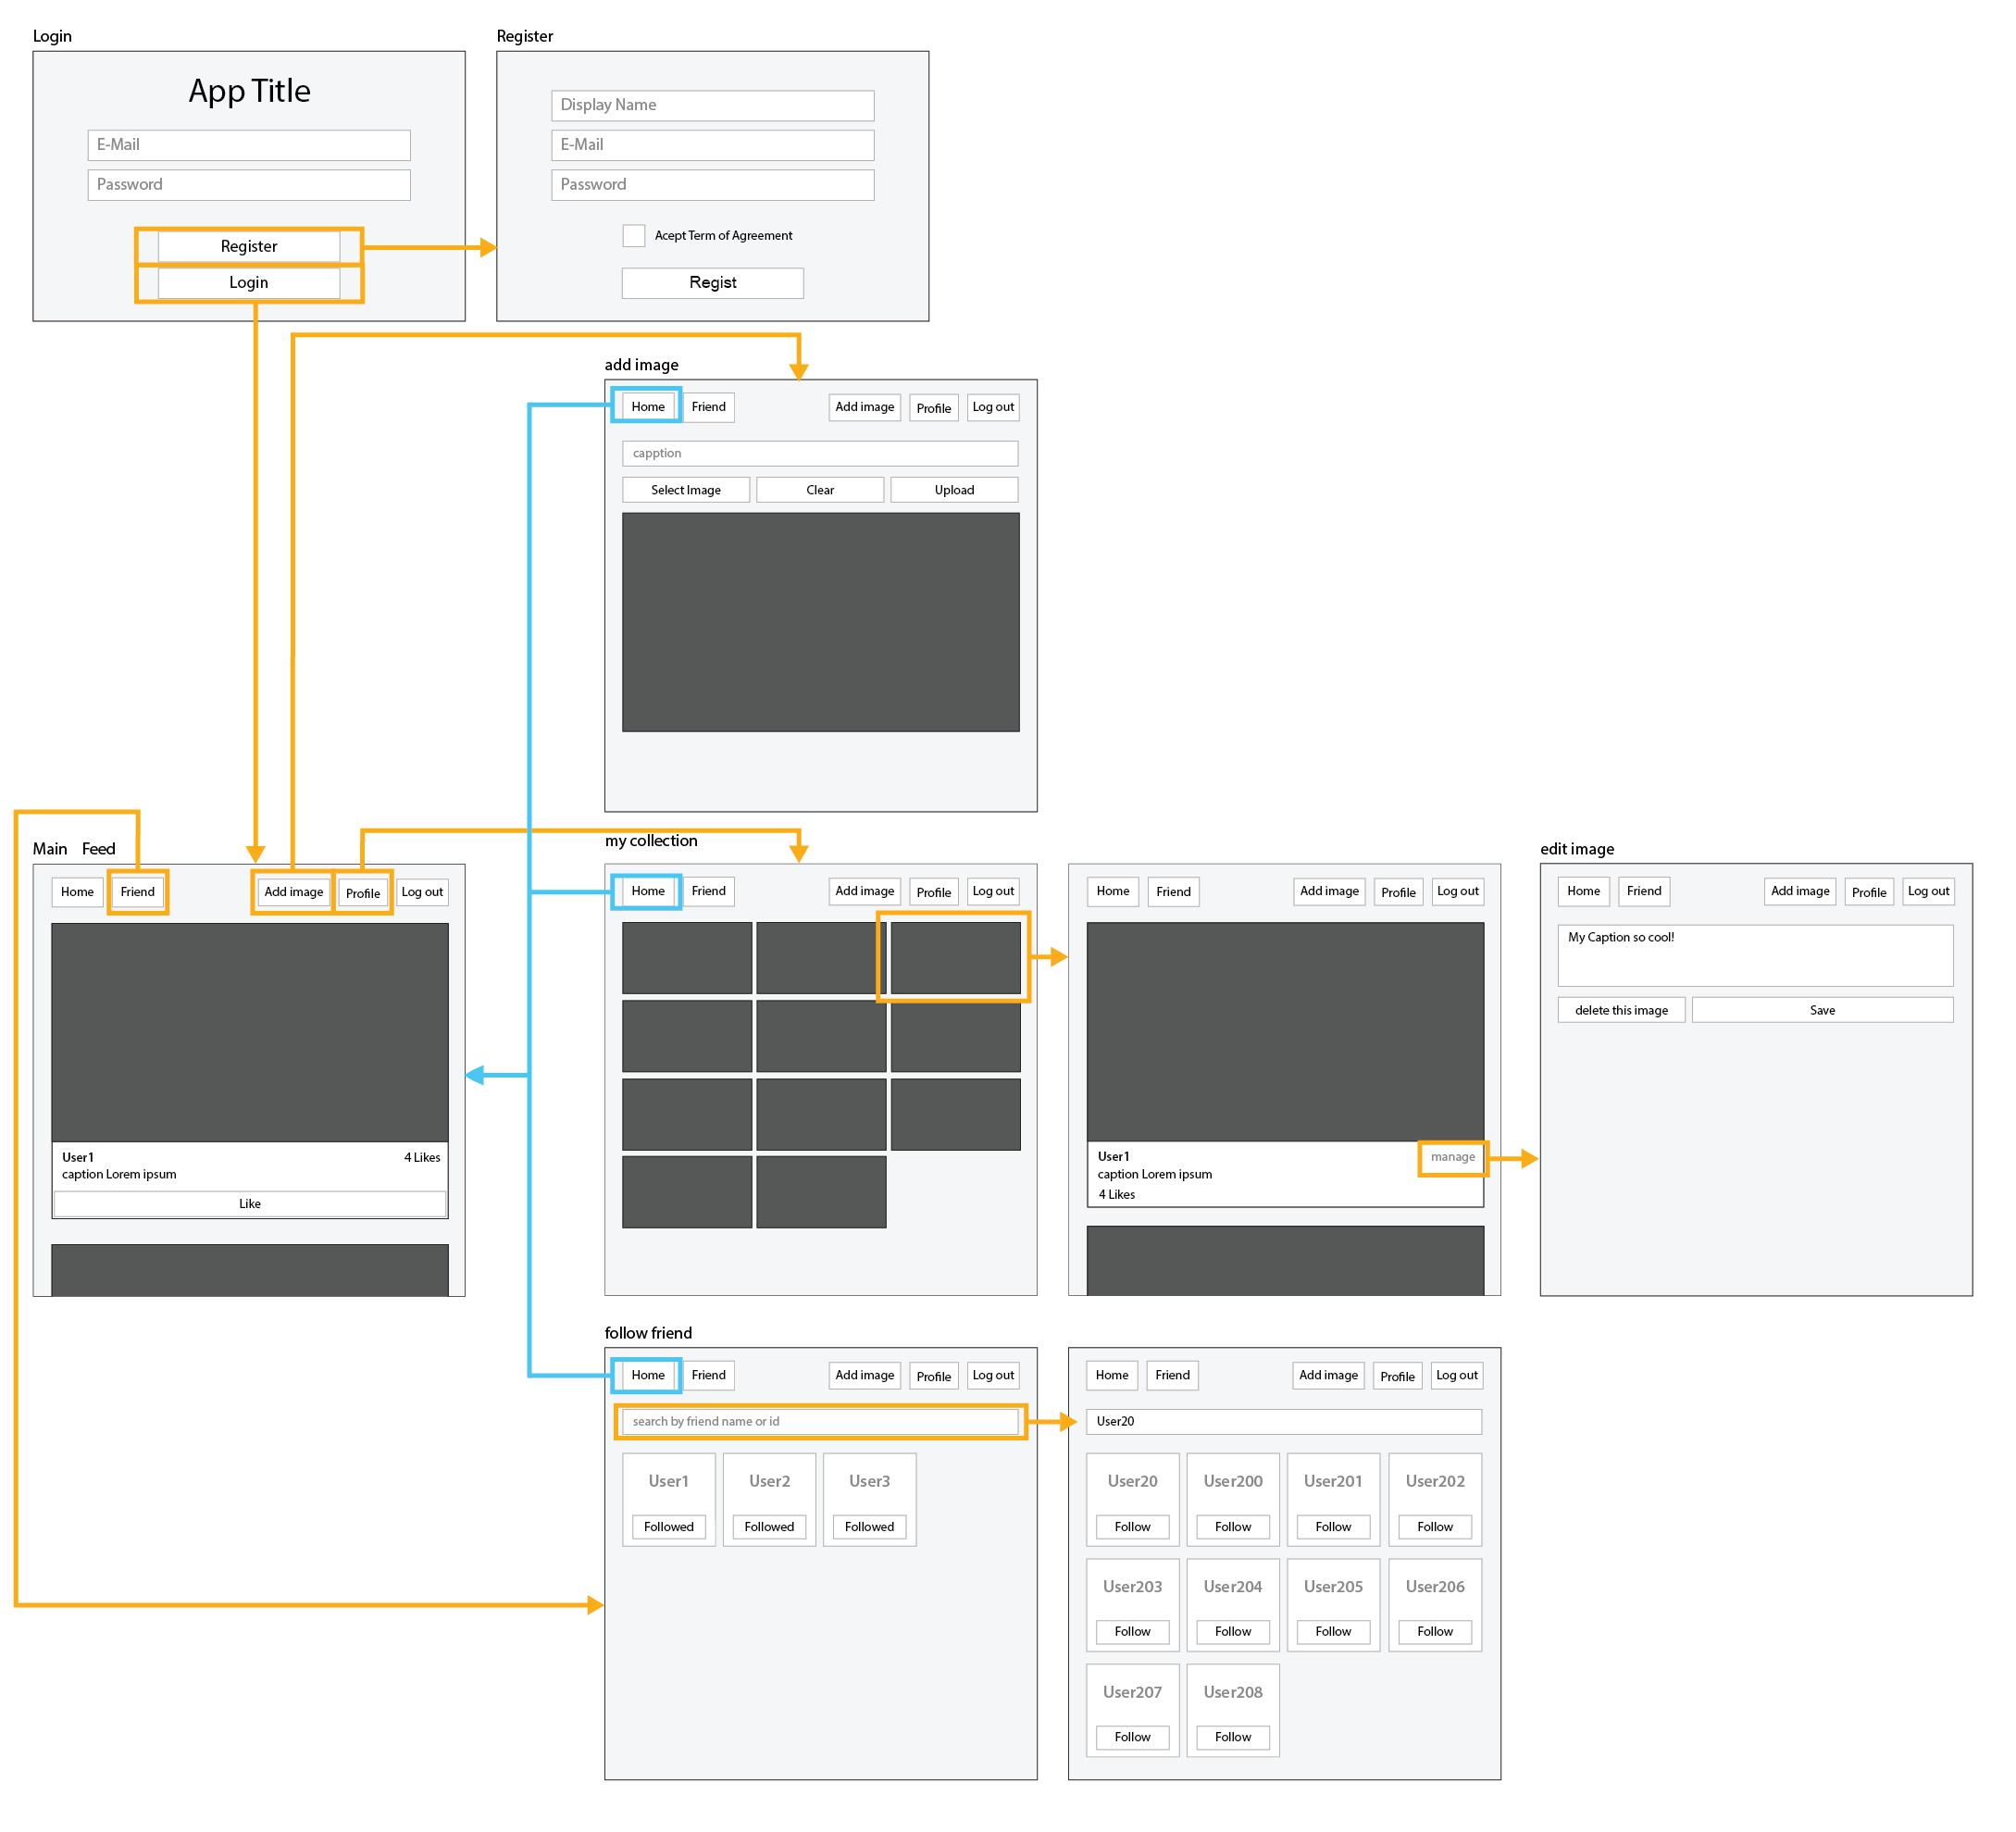 Login
App Title
E-Mail
Password
Register
Login
Register
Display Name
E-Mail
Password
Acept Term of Agreement
Regist
add image
Home Friend Add image Profile Log out
capption
Select Image Clear Upload
Main Feed
Home Friend Add image Profile Log out
User1 4 Likes
caption Lorem ipsum
Like
my collection
Home Friend Add image Profile Log out
Home Friend Add image Profile Log out
User1 manage
caption Lorem ipsum
4 Likes
edit image
Home Friend Add image Profile Log out
My Caption so cool!
delete this image Save
follow friend
Home Friend Add image Profile Log out
search by friend name or id
User1 User2 User3
Followed Followed Followed
Home Friend Add image Profile Log out
User20
User20 User200 User201 User202
Follow Follow Follow Follow
User203 User204 User205 User206
Follow Follow Follow Follow
User207 User208
Follow Follow